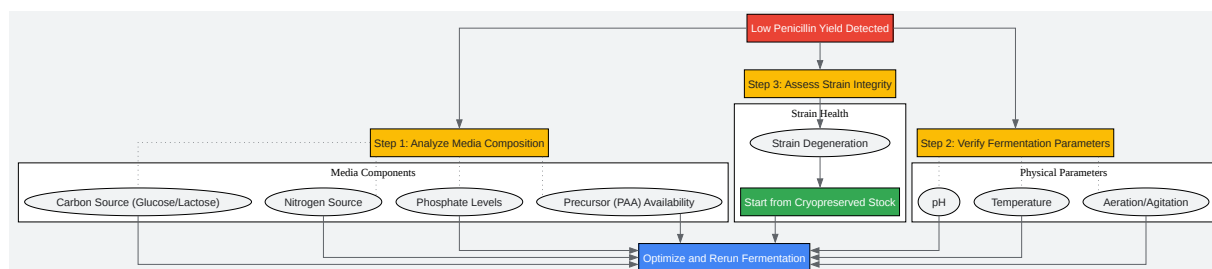 Low Penicillin Yield Detected
Step 3: Assess Strain Integrity
Strain Health
Step 1: Analyze Media Composition
Strain Degeneration
Step 2: Verify Fermentation Parameters
Media Components
Physical Parameters
Carbon Source (Glucose/Lactose)
Nitrogen Source
Phosphate Levels
Precursor (PAA) Availability
Start from Cryopreserved Stock
pH
Temperature
Aeration/Agitation
Optimize and Rerun Fermentation